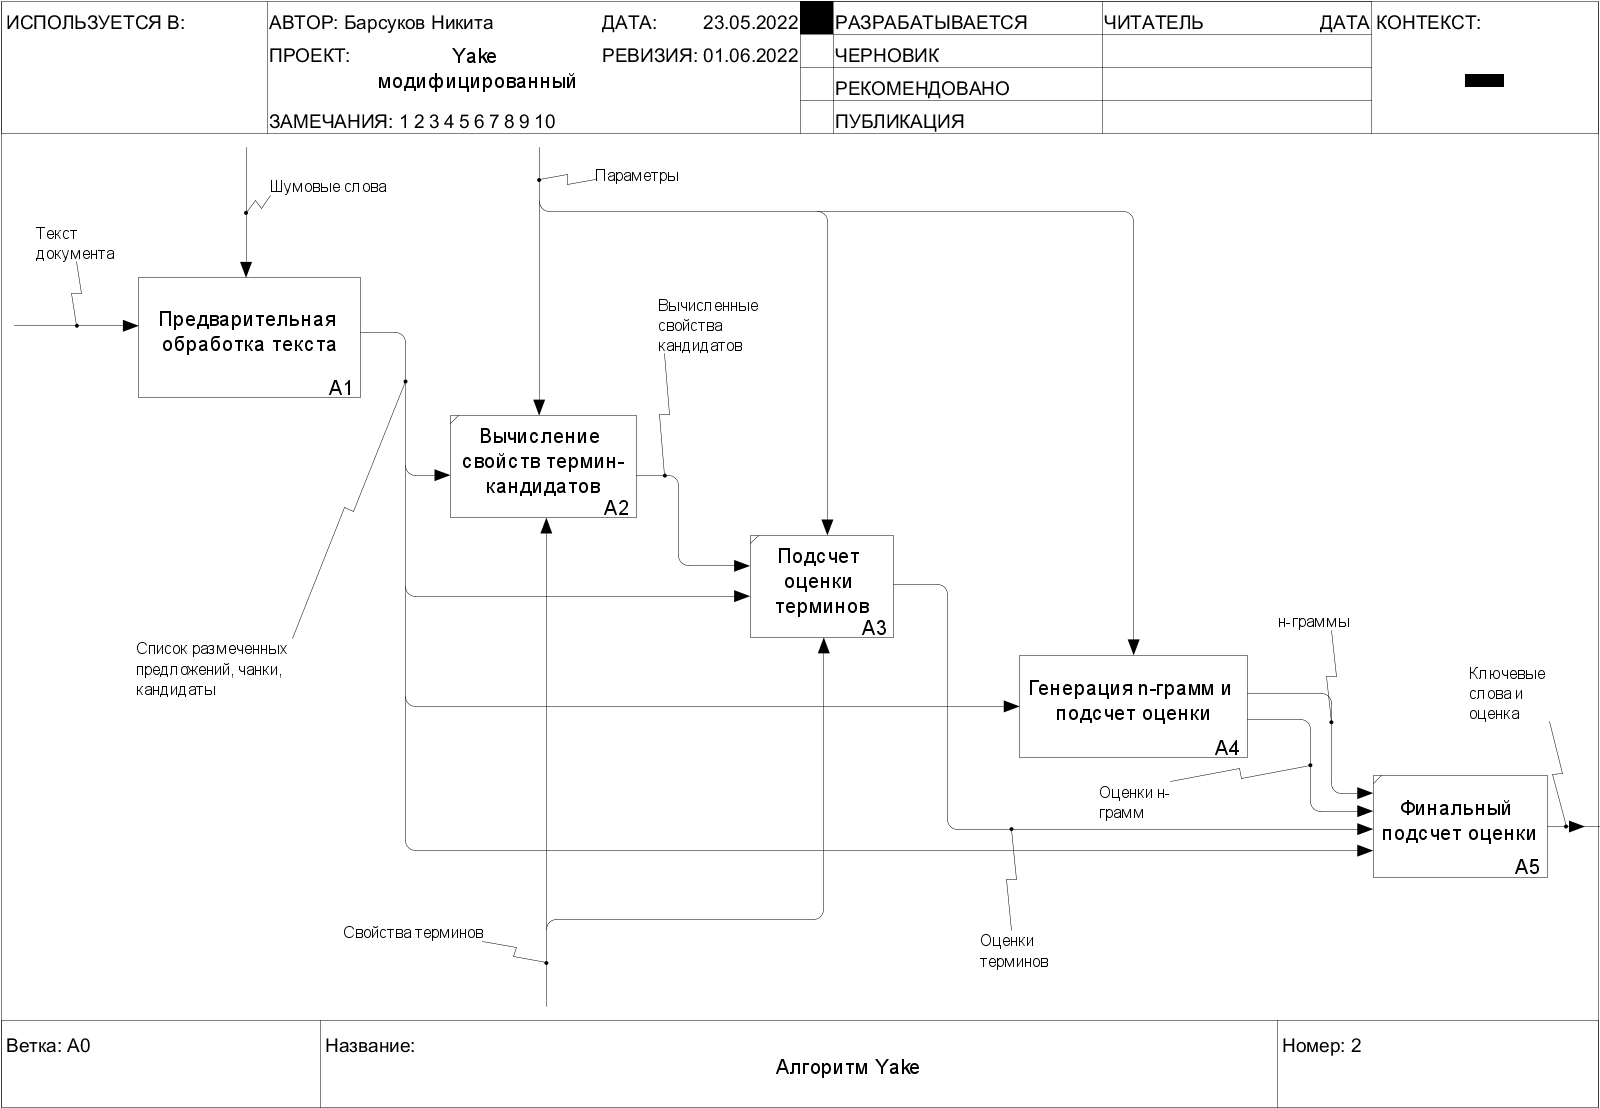 ИСПОЛЬЗУЕТСЯ В:
АВТОР: Барсуков Никита
ДАТА: 23.05.2022
РАЗРАБАТЫВАЕТСЯ
ЧИТАТЕЛЬ
ДАТА
КОНТЕКСТ:
ПРОЕКТ: Yake
модифицированный
РЕВИЗИЯ: 01.06.2022
ЧЕРНОВИК
РЕКОМЕНДОВАНО
ЗАМЕЧАНИЯ: 1 2 3 4 5 6 7 8 9 10
ПУБЛИКАЦИЯ
Шумовые слова
Параметры
Текст
документа
Предварительная
обработка текста
A1
Вычисленные
свойства
кандидатов
Вычисление
свойств термин-
кандидатов
A2
Подсчет
оценки
терминов
A3
Список размеченных
предложений, чанки,
кандидаты
н-граммы
Генерация n-грамм и
подсчет оценки
A4
Ключевые
слова и
оценка
Оценки н-
грамм
Финальный
подсчет оценки
A5
Свойства терминов
Оценки
терминов
Ветка: A0
Название:
Алгоритм Yake
Номер: 2